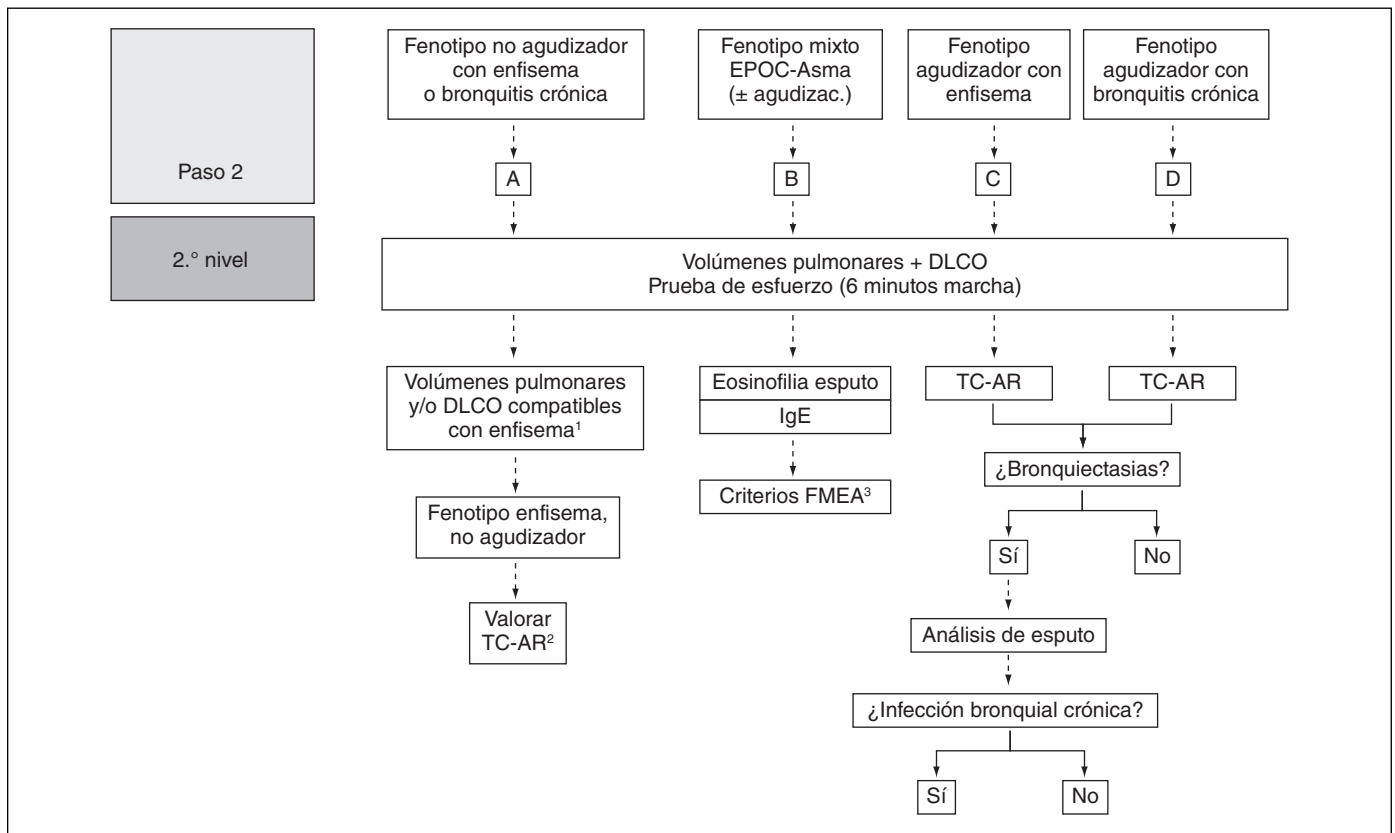 Paso 2
2.° nivel
Fenotipo no agudizador
con enfisema
o bronquitis crónica
Fenotipo mixto
EPOC-Asma
(± agudizac.)
Fenotipo
agudizador con
enfisema
Fenotipo
agudizador con
bronquitis crónica
A
B
C
D
Volúmenes pulmonares + DLCO
Prueba de esfuerzo (6 minutos marcha)
Volúmenes pulmonares
y/o DLCO compatibles
con enfisema¹
Eosinofilia esputo
IgE
TC-AR
TC-AR
Fenotipo enfisema,
no agudizador
Criterios FMEA³
¿Bronquiectasias?
Sí
No
Valorar
TC-AR²
Análisis de esputo
¿Infección bronquial crónica?
Sí
No